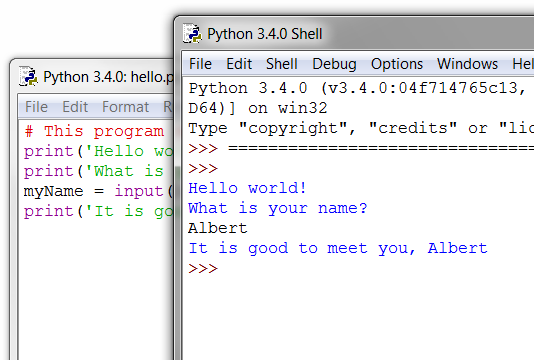 Python 3.4.0: hello.p
File Edit Format R
# This program
print('Hello wo
print('What is
myName = input(
print('It is go
Python 3.4.0 Shell
File Edit Shell Debug Options Windows Hel
Python 3.4.0 (v3.4.0:04f714765c13,
D64)] on win32
Type "copyright", "credits" or "lic
>>> ================================
>>>
Hello world!
What is your name?
Albert
It is good to meet you, Albert
>>>